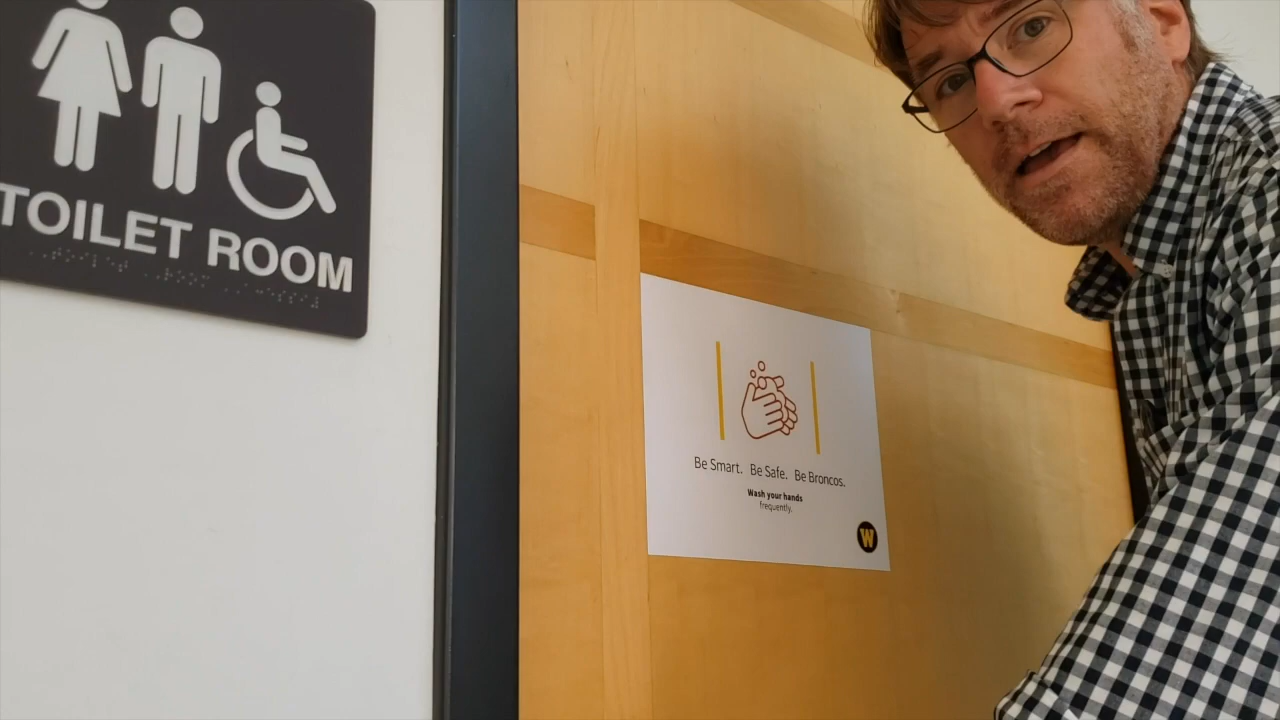 TOILET ROOM
Be Smart. Be Safe. Be Broncos.
Wash your hands
frequently.
W